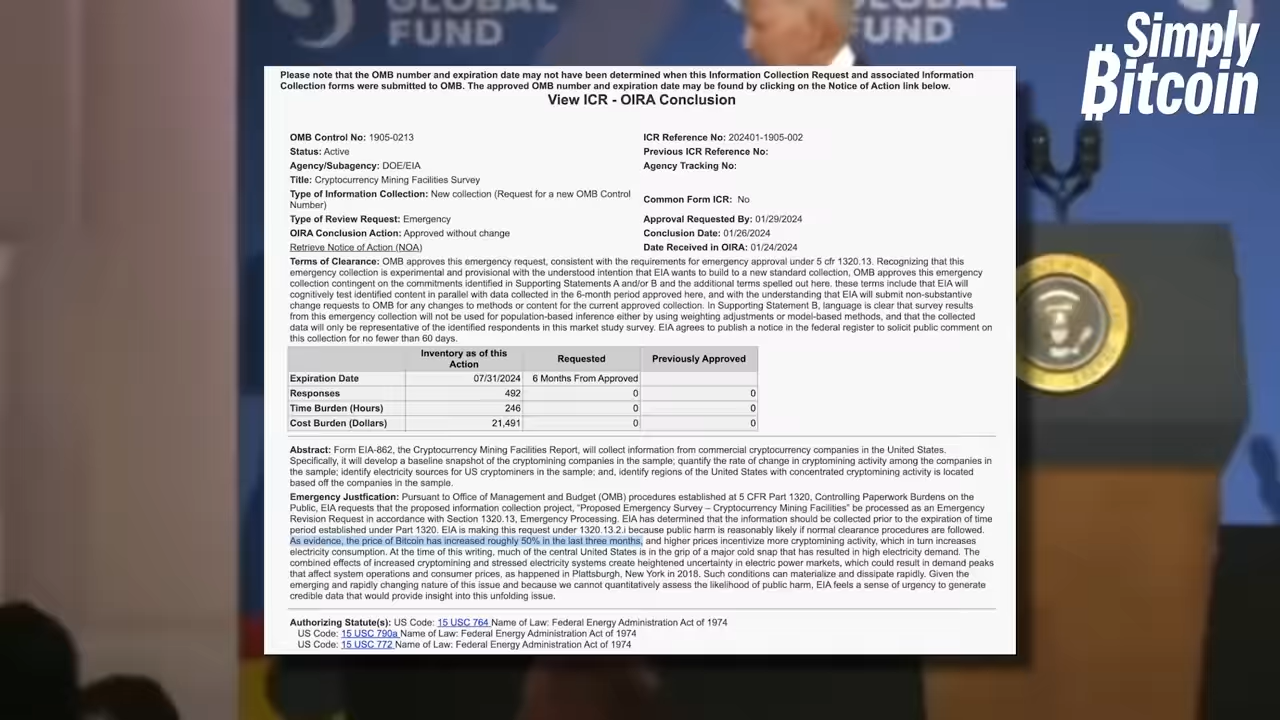 GLOBAL
FUND
GLOBAL
FUND
Simply
Bitcoin
Please note that the OMB number and expiration date may not have been determined when this Information Collection Request and associated Information
Collection forms were submitted to OMB. The approved OMB number and expiration date may be found by clicking on the Notice of Action link below.
View ICR - OIRA Conclusion
OMB Control No: 1905-0213
ICR Reference No: 202401-1905-002
Status: Active
Previous ICR Reference No:
Agency/Subagency: DOE/EIA
Agency Tracking No:
Title: Cryptocurrency Mining Facilities Survey
Type of Information Collection: New collection (Request for a new OMB Control
Number)
Common Form ICR: No
Type of Review Request: Emergency
Approval Requested By: 01/29/2024
OIRA Conclusion Action: Approved without change
Conclusion Date: 01/26/2024
Retrieve Notice of Action (NOA)
Date Received in OIRA: 01/24/2024
Terms of Clearance: OMB approves this emergency request, consistent with the requirements for emergency approval under 5 cfr 1320.13. Recognizing that this
emergency collection is experimental and provisional with the understood intention that EIA wants to build to a new standard collection, OMB approves this emergency
collection contingent on the commitments identified in Supporting Statements A and/or B and the additional terms spelled out here. these terms include that EIA will
cognitively test identified content in parallel with data collected in the 6-month period approved here, and with the understanding that EIA will submit non-substantive
change requests to OMB for any changes to methods or content for the current approved collection. In Supporting Statement B, language is clear that survey results
from this emergency collection will not be used for population-based inference either by using weighting adjustments or model-based methods, and that the collected
data will only be representative of the identified respondents in this market study survey. EIA agrees to publish a notice in the federal register to solicit public comment on
this collection for no fewer than 60 days.
Inventory as of this
Action
Requested
Previously Approved
Expiration Date 07/31/2024 6 Months From Approved
Responses 492 0 0
Time Burden (Hours) 246 0 0
Cost Burden (Dollars) 21,491 0 0
Abstract: Form EIA-862, the Cryptocurrency Mining Facilities Report, will collect information from commercial cryptocurrency companies in the United States.
Specifically, it will develop a baseline snapshot of the cryptomining companies in the sample; quantify the rate of change in cryptomining activity among the companies in
the sample; identify electricity sources for US cryptominers in the sample; and, identify regions of the United States with concentrated cryptomining activity is located
based off the companies in the sample.
Emergency Justfication: Pursuant to Office of Management and Budget (OMB) procedures established at 5 CFR Part 1320, Controlling Paperwork Burdens on the
Public, EIA requests that the proposed information collection project, "Proposed Emergency Survey – Cryptocurrency Mining Facilities" be processed as an Emergency
Revision Request in accordance with Section 1320.13, Emergency Processing. EIA has determined that the information should be collected prior to the expiration of time
period established under Part 1320. EIA is making this request under 1320.13.2.i because public harm is reasonably likely if normal clearance procedures are followed.
As evidence, the price of Bitcoin has increased roughly 50% in the last three months, and higher prices incentivize more cryptomining activity, which in turn increases
electricity consumption. At the time of this writing, much of the central United States is in the grip of a major cold snap that has resulted in high electricity demand. The
combined effects of increased cryptomining and stressed electricity systems create heightened uncertainty in electric power markets, which could result in demand peaks
that affect system operations and consumer prices, as happened in Plattsburgh, New York in 2018. Such conditions can materialize and dissipate rapidly. Given the
emerging and rapidly changing nature of this issue and because we cannot quantitatively assess the likelihood of public harm, EIA feels a sense of urgency to generate
credible data that would provide insight into this unfolding issue.
Authorizing Statute(s): US Code: 15 USC 764 Name of Law: Federal Energy Administration Act of 1974
US Code: 15 USC 790a Name of Law: Federal Energy Administration Act of 1974
US Code: 15 USC 772 Name of Law: Federal Energy Administration Act of 1974